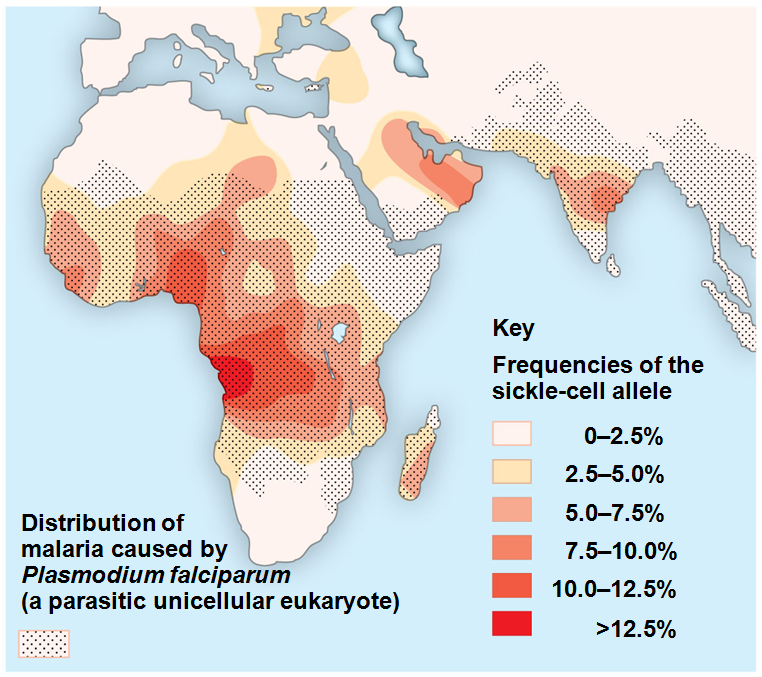 Key
Frequencies of the
sickle-cell allele
0–2.5%
2.5–5.0%
5.0–7.5%
7.5–10.0%
10.0–12.5%
>12.5%
Distribution of
malaria caused by
Plasmodium falciparum
(a parasitic unicellular eukaryote)